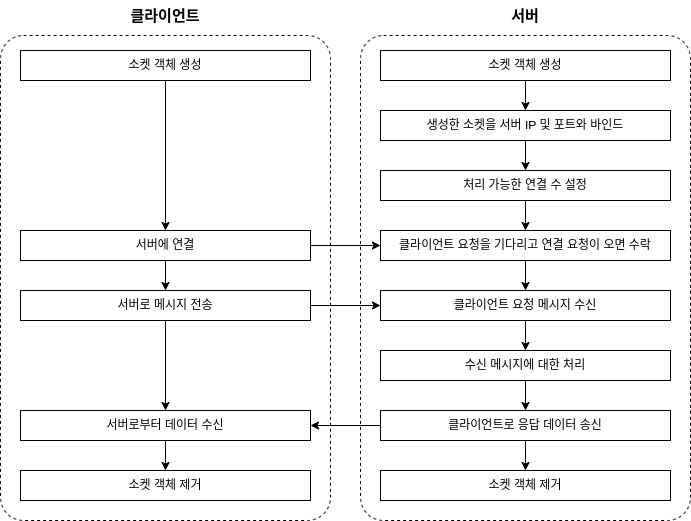 클라이언트
소켓 객체 생성
서버에 연결
서버로 메시지 전송
서버로부터 데이터 수신
소켓 객체 제거
서버
소켓 객체 생성
생성한 소켓을 서버 IP 및 포트와 바인드
처리 가능한 연결 수 설정
클라이언트 요청을 기다리고 연결 요청이 오면 수락
클라이언트 요청 메시지 수신
수신 메시지에 대한 처리
클라이언트로 응답 데이터 송신
소켓 객체 제거